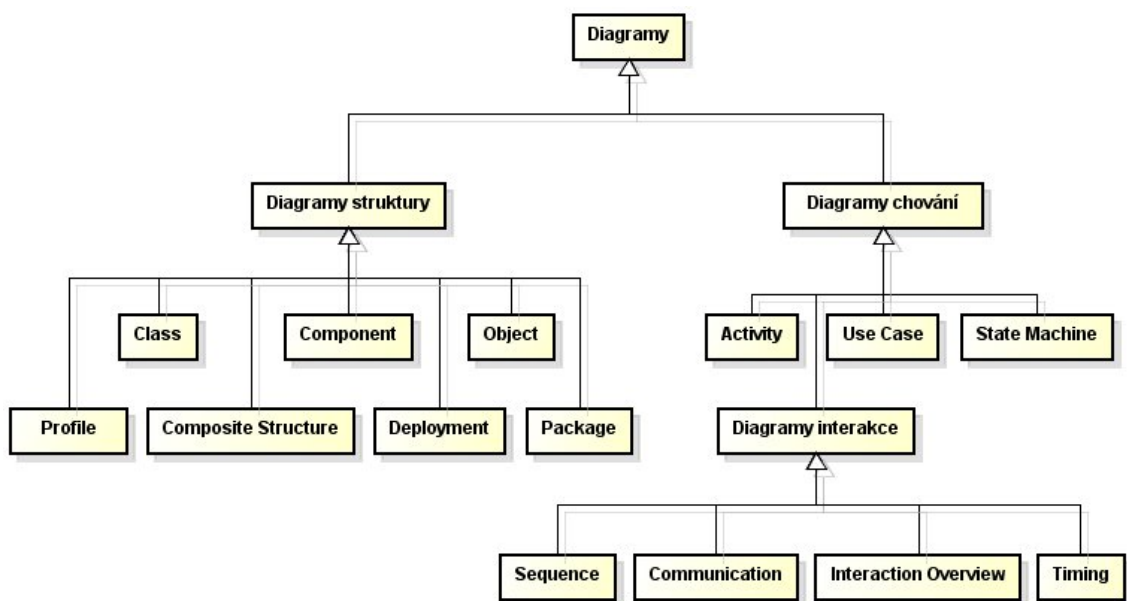 Diagramy
Diagramy struktury
Diagramy chování
Class
Component
Object
Activity
Use Case
State Machine
Profile
Composite Structure
Deployment
Package
Diagramy interakce
Sequence
Communication
Interaction Overview
Timing